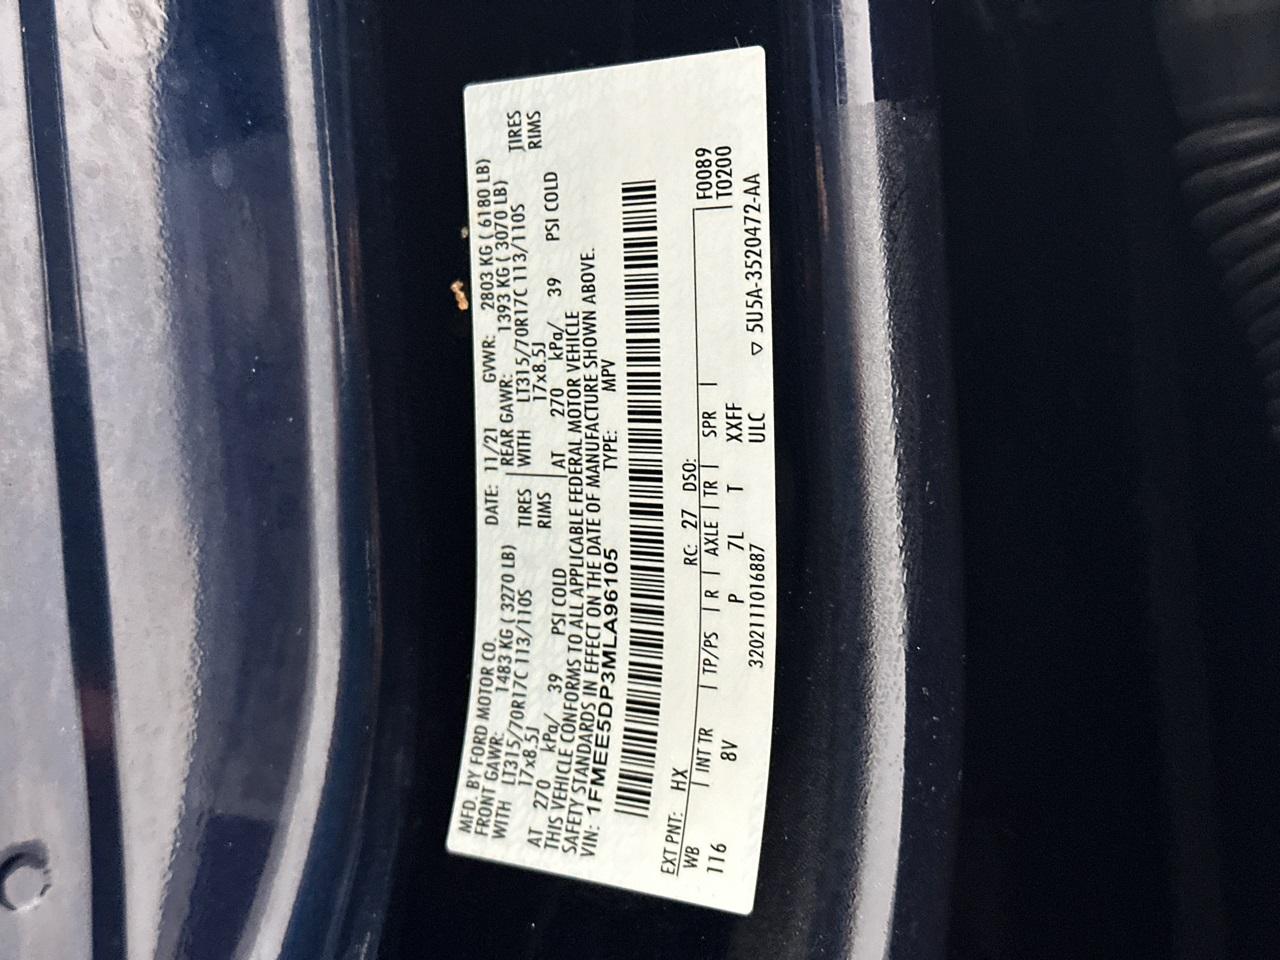 MFD. BY FORD MOTOR CO. DATE: 11/21 GVWR: 2803 KG ( 6180 LB)
FRONT GAWR: 1483 KG ( 3270 LB) REAR GAWR: 1393 KG ( 3070 LB)
WITH LT315/70R17C 113/110S TIRES WITH LT315/70R17C 113/110S TIRES
17x8.5J RIMS 17x8.5J RIMS
AT 270 kPa/ 39 PSI COLD AT 270 kPa/ 39 PSI COLD
THIS VEHICLE CONFORMS TO ALL APPLICABLE FEDERAL MOTOR VEHICLE
SAFETY STANDARDS IN EFFECT ON THE DATE OF MANUFACTURE SHOWN ABOVE.
VIN: 1FMEE5DP3MLA96105 TYPE: MPV
EXT PNT: HX RC: 27 DSO: F0089
WB INT TR TP/PS R AXLE TR SPR T0200
116 8V P 7L T XXFF
3202111016887 ULC ▽ 5U5A-3520472-AA